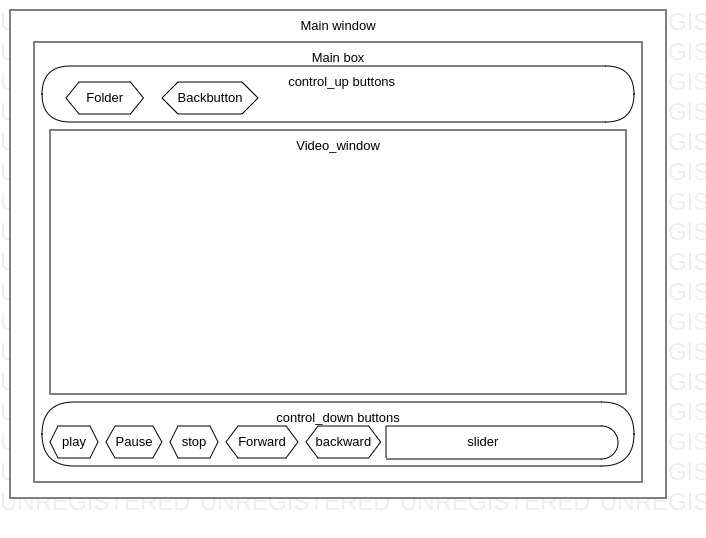 Main window
Main box
control_up buttons
Folder Backbutton
Video_window
control_down buttons
play Pause stop Forward backward slider
UNREGISTERED UNREGISTERED UNREGISTERED UNREGIS